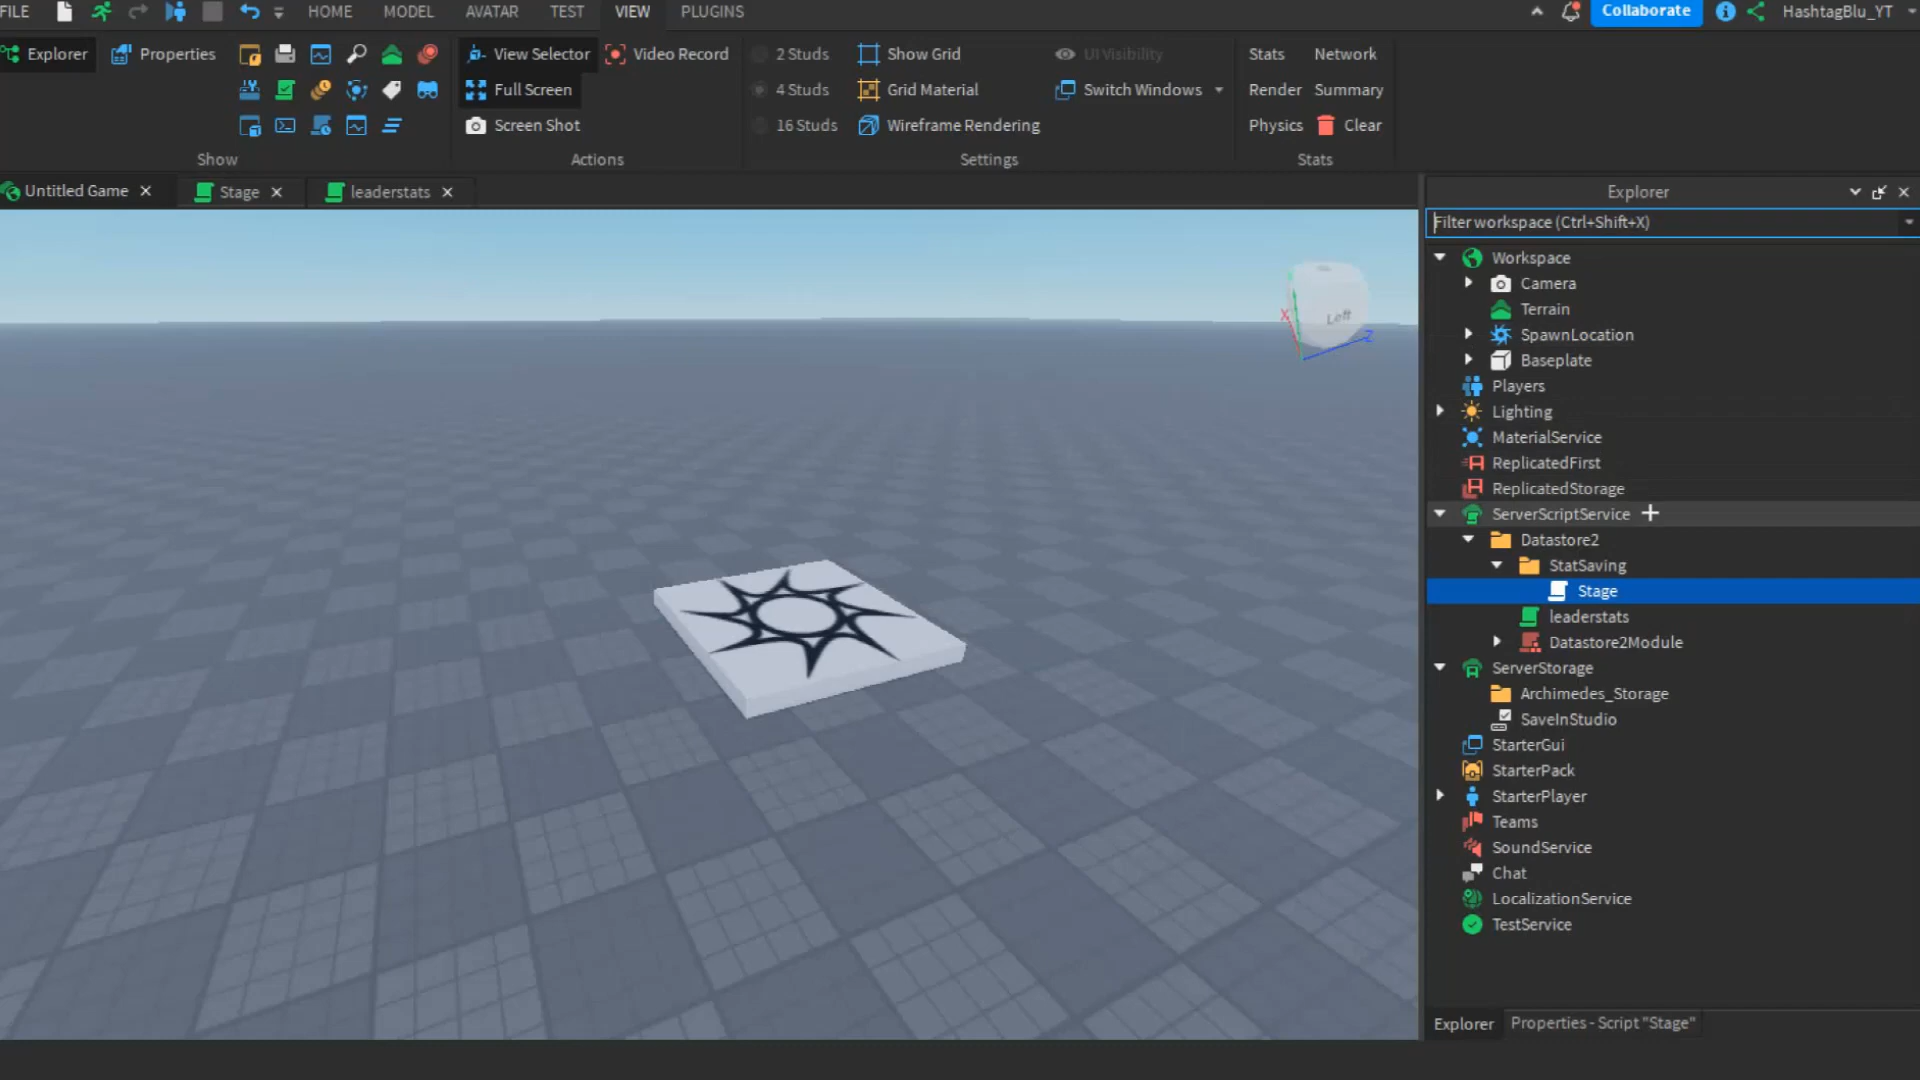 FILE HOME MODEL AVATAR TEST VIEW PLUGINS Collaborate HashtagBlu_YT
Explorer Properties View Selector Video Record 2 Studs Show Grid UI Visibility Stats Network
Full Screen 4 Studs Grid Material Switch Windows Render Summary
Screen Shot 16 Studs Wireframe Rendering Physics Clear
Show Actions Settings Stats
Untitled Game Stage leaderstats Explorer
Filter workspace (Ctrl+Shift+X)
Workspace
Camera
Terrain
SpawnLocation
Baseplate
Players
Lighting
MaterialService
ReplicatedFirst
ReplicatedStorage
ServerScriptService
Datastore2
StatSaving
Stage
leaderstats
Datastore2Module
ServerStorage
Archimedes_Storage
SaveInStudio
StarterGui
StarterPack
StarterPlayer
Teams
SoundService
Chat
LocalizationService
TestService
X Left Z
Explorer Properties - Script "Stage"